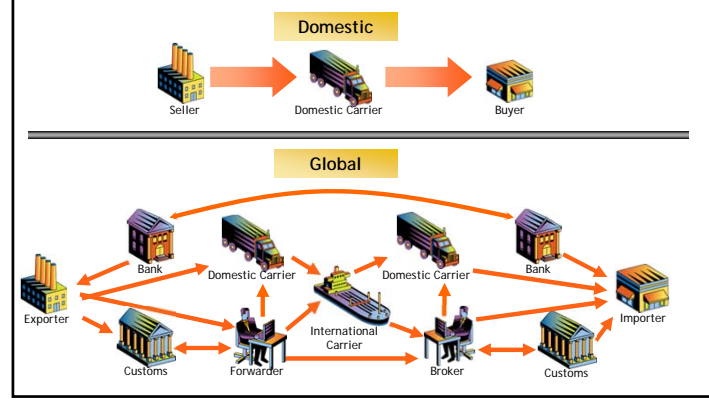 Domestic
Seller
Domestic Carrier
Buyer
Global
Bank
Domestic Carrier
Domestic Carrier
Bank
Exporter
International
Carrier
Importer
Customs
Forwarder
Broker
Customs